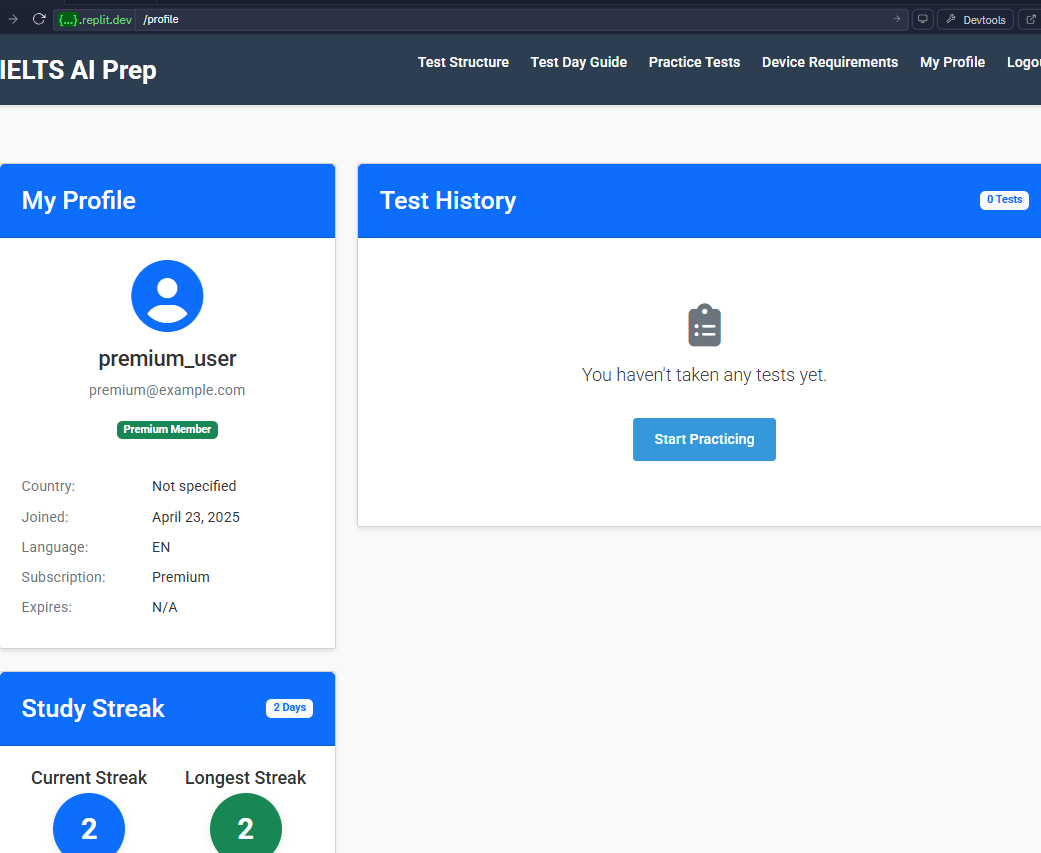 {...}.replit.dev /profile Devtools
IELTS AI Prep
Test Structure Test Day Guide Practice Tests Device Requirements My Profile Logou
My Profile
premium_user
premium@example.com
Premium Member
Country: Not specified
Joined: April 23, 2025
Language: EN
Subscription: Premium
Expires: N/A
Test History 0 Tests
You haven't taken any tests yet.
Start Practicing
Study Streak 2 Days
Current Streak Longest Streak
2 2